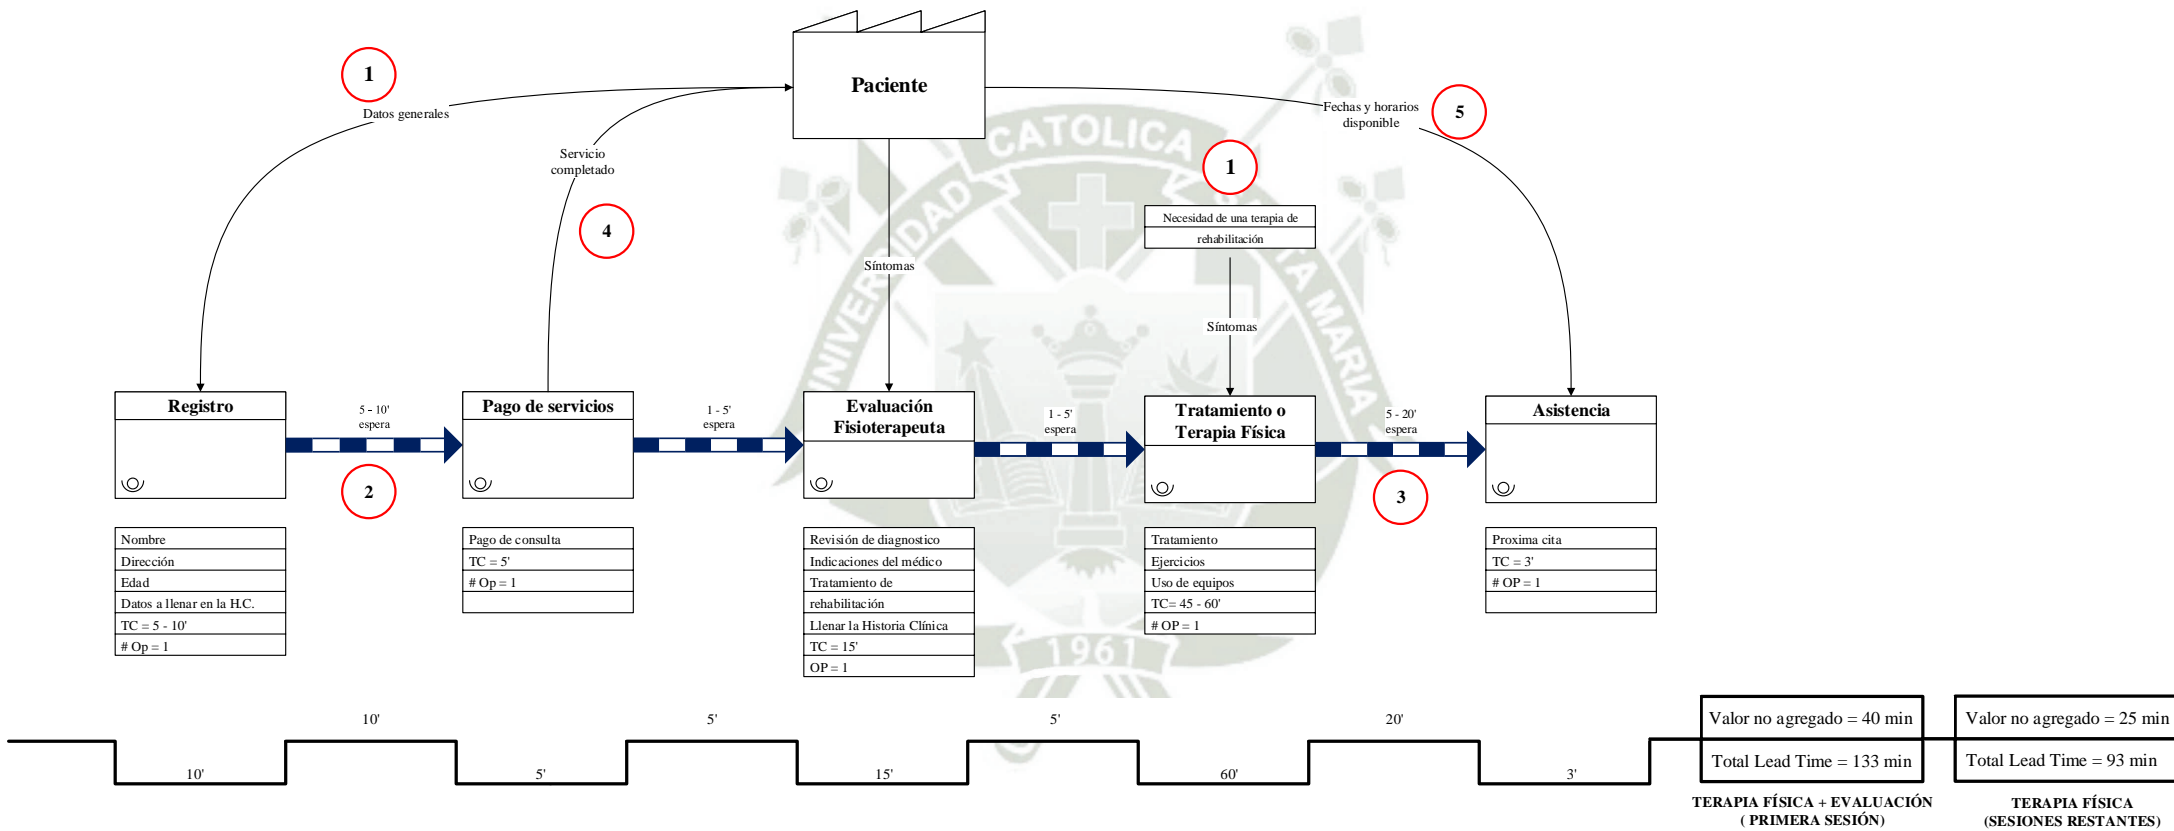 1
Paciente
Datos generales
Fechas y horarios
disponible
5
Servicio
completado
1
4
Necesidad de una terapia de
rehabilitación
Síntomas
Síntomas
UNIVERSIDAD CATOLICA SANTA MARIA
1961
Registro
5 - 10'
espera
2
Pago de servicios
1 - 5'
espera
Evaluación
Fisioterapeuta
1 - 5'
espera
Tratamiento o
Terapia Física
5 - 20'
espera
3
Asistencia
Nombre
Dirección
Edad
Datos a llenar en la H.C.
TC = 5 - 10'
# Op = 1
Pago de consulta
TC = 5'
# Op = 1
Revisión de diagnostico
Indicaciones del médico
Tratamiento de
rehabilitación
Llenar la Historia Clínica
TC = 15'
OP = 1
Tratamiento
Ejercicios
Uso de equipos
TC= 45 - 60'
# OP = 1
Proxima cita
TC = 3'
# OP = 1
10'
5'
5'
20'
10'
5'
15'
60'
3'
Valor no agregado = 40 min
Total Lead Time = 133 min
TERAPIA FÍSICA + EVALUACIÓN
( PRIMERA SESIÓN)
Valor no agregado = 25 min
Total Lead Time = 93 min
TERAPIA FÍSICA
(SESIONES RESTANTES)